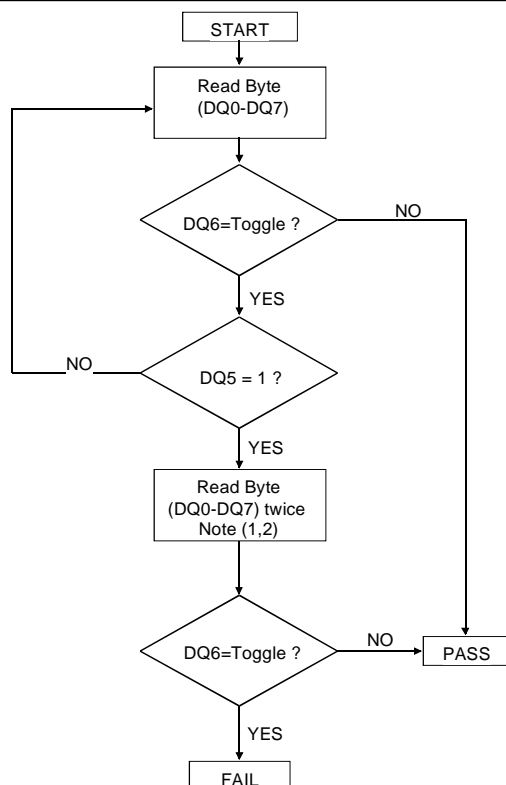 START
Read Byte
(DQ0-DQ7)
DQ6=Toggle ?
NO
YES
NO
DQ5 = 1 ?
YES
Read Byte
(DQ0-DQ7) twice
Note (1,2)
DQ6=Toggle ?
NO
PASS
YES
FAIL